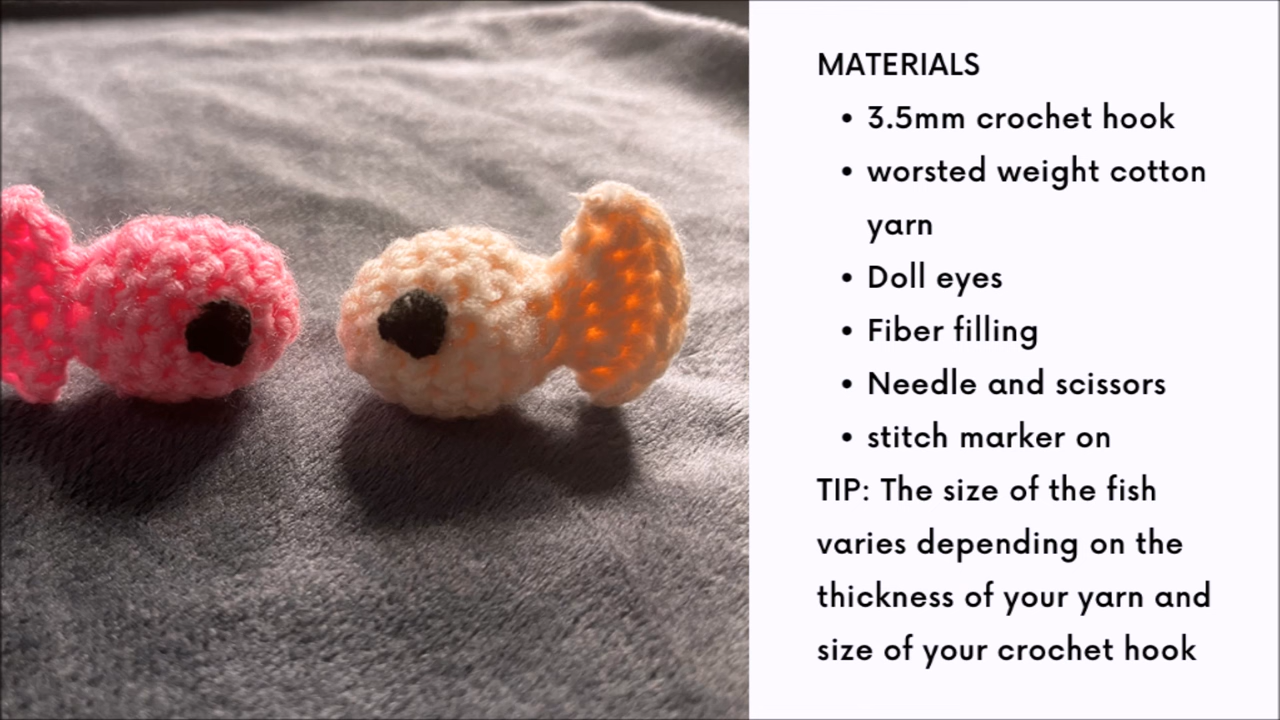 MATERIALS
• 3.5mm crochet hook
• worsted weight cotton
yarn
• Doll eyes
• Fiber filling
• Needle and scissors
• stitch marker on
TIP: The size of the fish
varies depending on the
thickness of your yarn and
size of your crochet hook